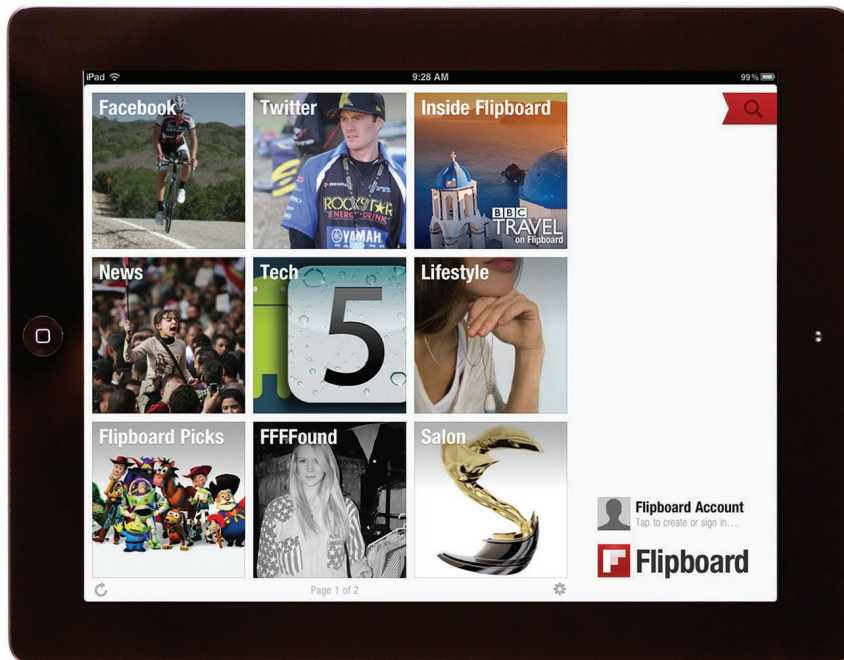 iPad
9:28 AM
99%
Facebook
Twitter
Inside Flipboard
ROCKSTAR
ENERGY DRINK
YAMAHA
RACING
BBC
TRAVEL
on Flipboard
News
Tech
Lifestyle
5
Flipboard Picks
FFFFound
Salon
Flipboard Account
Tap to create or sign in...
Flipboard
Page 1 of 2